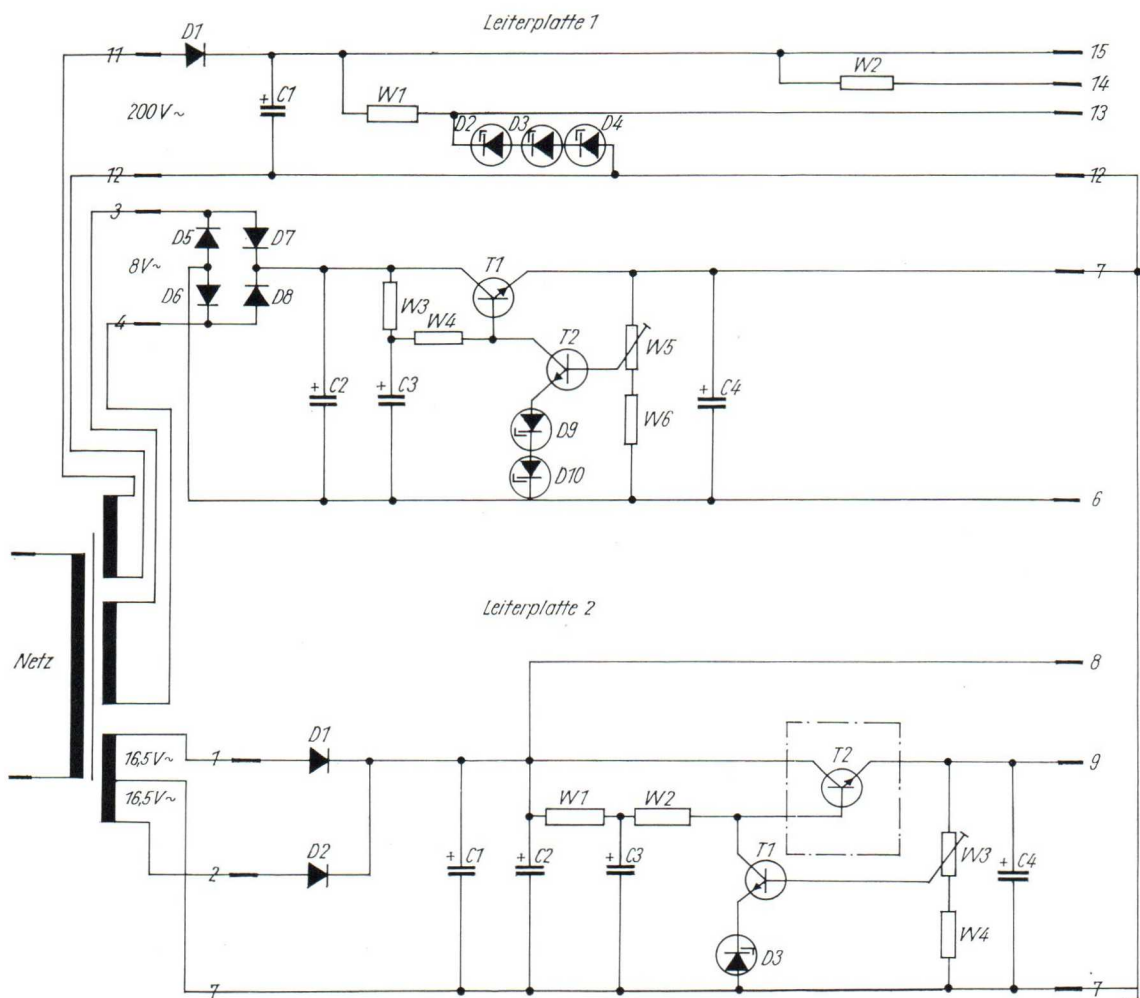 Leiterplatte 1
11
D1
15
W2
14
200V~
+ C1
W1
13
D2
D3
D4
12
12
3
D5
D7
8V~
D6
D8
T1
7
W3
W4
4
T2
W5
+ C2
+ C3
+ C4
W6
D9
D10
6
Leiterplatte 2
Netz
8
16,5V~
1
D1
T2
9
16,5V~
W1
W2
2
D2
+ C1
+ C2
+ C3
T1
W3
+ C4
W4
D3
7
7